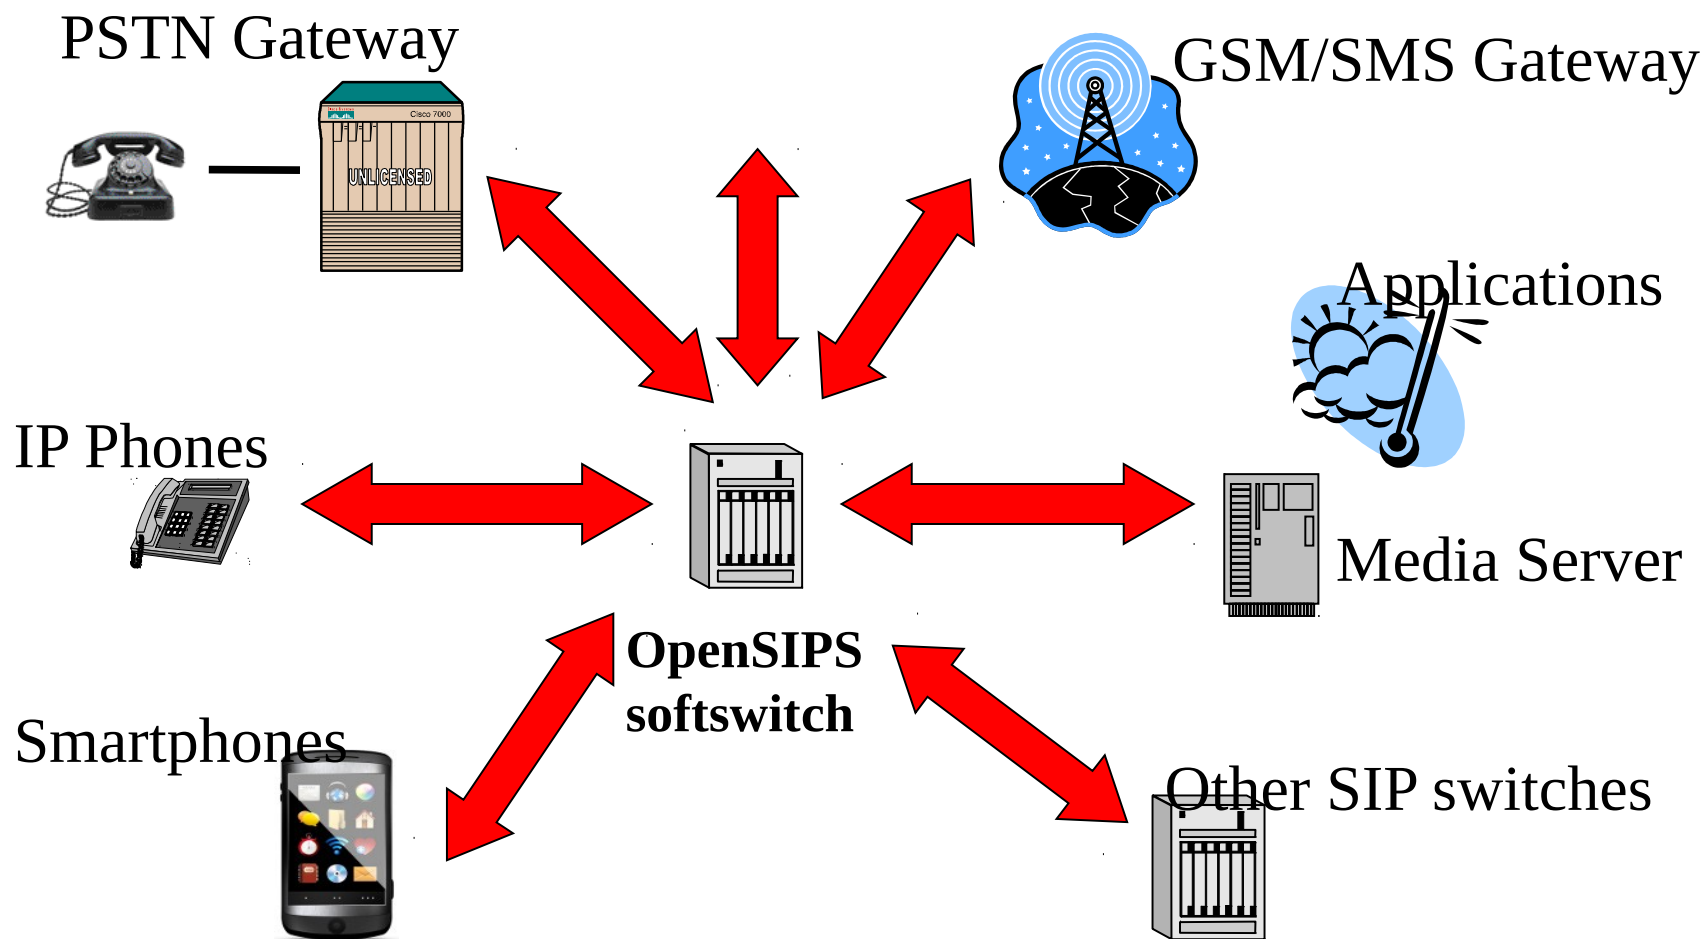 PSTN Gateway
GSM/SMS Gateway
Cisco 7000
UNLICENSED
Applications
IP Phones
Media Server
OpenSIPS
softswitch
Smartphones
Other SIP switches